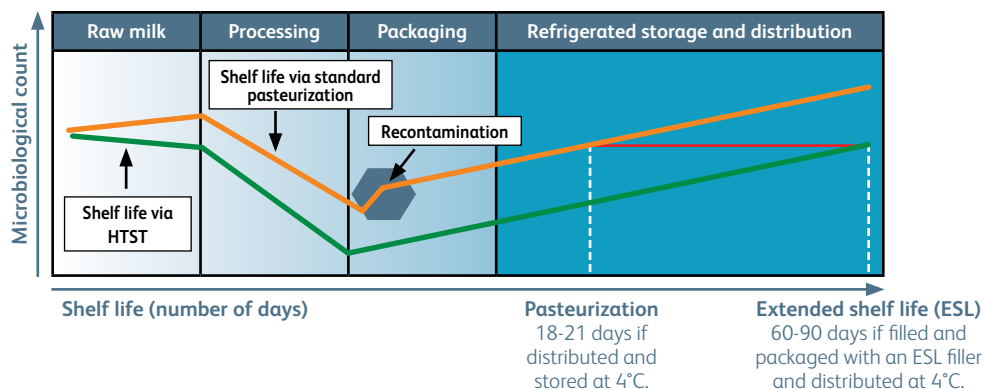 Raw milk
Processing
Packaging
Refrigerated storage and distribution
Microbiological count
Shelf life via standard
pasteurization
Recontamination
Shelf life via
HTST
Shelf life (number of days)
Pasteurization
18-21 days if
distributed and
stored at 4°C.
Extended shelf life (ESL)
60-90 days if filled and
packaged with an ESL filler
and distributed at 4°C.